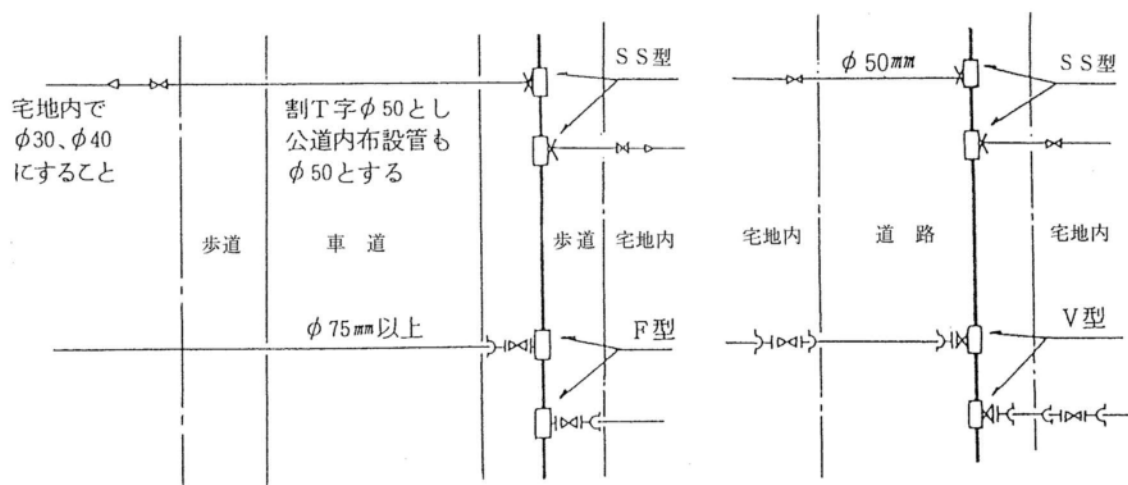 SS型
宅地内で
φ30、φ40
にすること
割T字φ50とし
公道内布設管も
φ50とする
歩道
車道
歩道
宅地内
φ75㎜以上
F型
φ50㎜
SS型
宅地内
道路
宅地内
V型